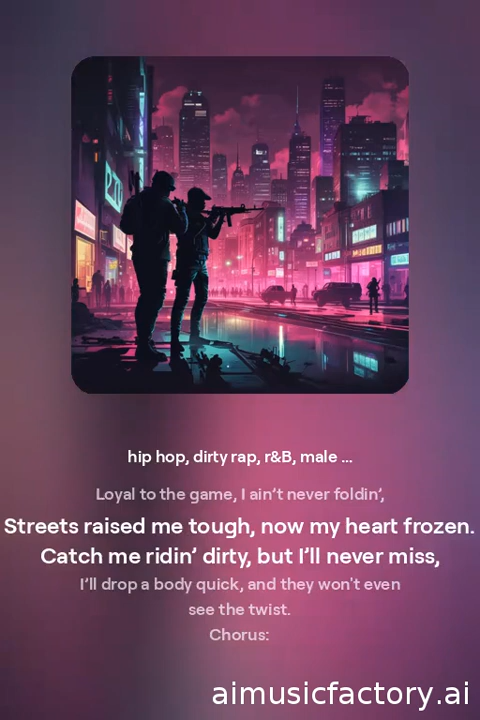 hip hop, dirty rap, r&B, male ...
Loyal to the game, I ain’t never foldin’,
Streets raised me tough, now my heart frozen.
Catch me ridin’ dirty, but I’ll never miss,
I’ll drop a body quick, and they won't even
see the twist.
Chorus:
aimusicfactory.ai